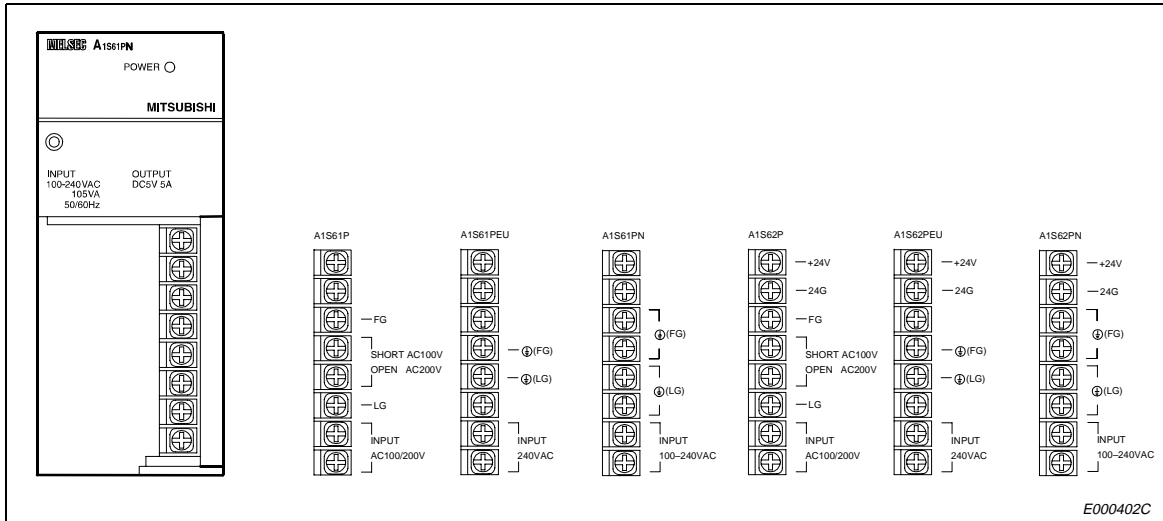 MELSEC A1S61PN
POWER
MITSUBISHI
INPUT
100-240VAC
105VA
50/60Hz
OUTPUT
DC5V 5A
A1S61P
FG
SHORT AC100V
OPEN AC200V
LG
INPUT
AC100/200V
A1S61PEU
(FG)
(LG)
INPUT
240VAC
A1S61PN
(FG)
(LG)
INPUT
100–240VAC
A1S62P
+24V
24G
FG
SHORT AC100V
OPEN AC200V
LG
INPUT
AC100/200V
A1S62PEU
+24V
24G
(FG)
(LG)
INPUT
240VAC
A1S62PN
+24V
24G
(FG)
(LG)
INPUT
100–240VAC
E000402C